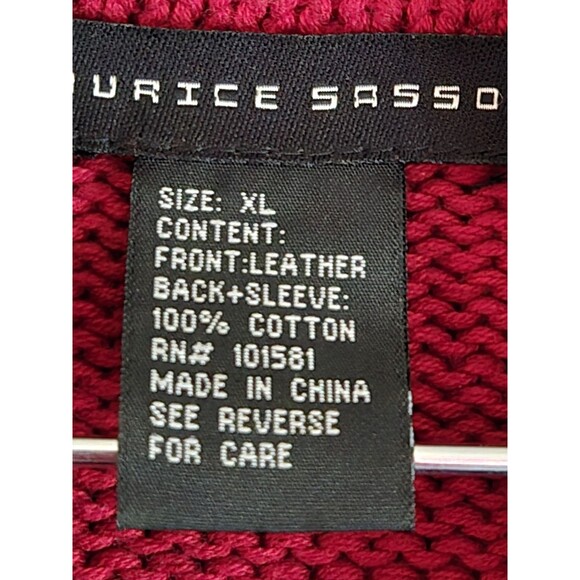 URICE SASSO
SIZE: XL
CONTENT:
FRONT:LEATHER
BACK+SLEEVE:
100% COTTON
RN# 101581
MADE IN CHINA
SEE REVERSE
FOR CARE